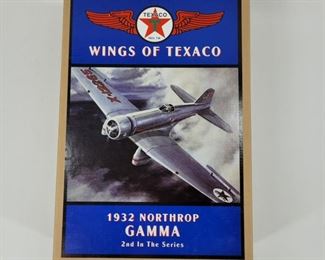 TEXACO
WINGS OF TEXACO
1932 NORTHROP
GAMMA
2nd In The Series